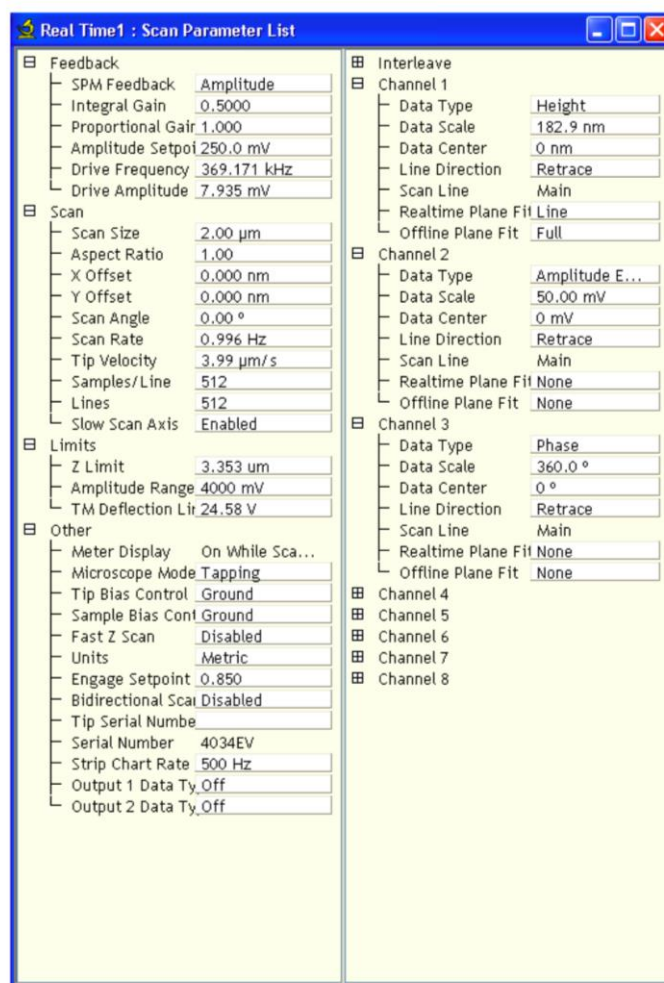 Real Time1 : Scan Parameter List
Feedback
SPM Feedback Amplitude
Integral Gain 0.5000
Proportional Gair 1.000
Amplitude Setpoi 250.0 mV
Drive Frequency 369.171 kHz
Drive Amplitude 7.935 mV
Scan
Scan Size 2.00 µm
Aspect Ratio 1.00
X Offset 0.000 nm
Y Offset 0.000 nm
Scan Angle 0.00 º
Scan Rate 0.996 Hz
Tip Velocity 3.99 µm/s
Samples/Line 512
Lines 512
Slow Scan Axis Enabled
Limits
Z Limit 3.353 um
Amplitude Range 4000 mV
TM Deflection Lir 24.58 V
Other
Meter Display On While Sca...
Microscope Mode Tapping
Tip Bias Control Ground
Sample Bias Cont Ground
Fast Z Scan Disabled
Units Metric
Engage Setpoint 0.850
Bidirectional Scar Disabled
Tip Serial Numbe
Serial Number 4034EV
Strip Chart Rate 500 Hz
Output 1 Data Ty Off
Output 2 Data Ty Off
Interleave
Channel 1
Data Type Height
Data Scale 182.9 nm
Data Center 0 nm
Line Direction Retrace
Scan Line Main
Realtime Plane Fit Line
Offline Plane Fit Full
Channel 2
Data Type Amplitude E...
Data Scale 50.00 mV
Data Center 0 mV
Line Direction Retrace
Scan Line Main
Realtime Plane Fit None
Offline Plane Fit None
Channel 3
Data Type Phase
Data Scale 360.0 º
Data Center 0 º
Line Direction Retrace
Scan Line Main
Realtime Plane Fit None
Offline Plane Fit None
Channel 4
Channel 5
Channel 6
Channel 7
Channel 8